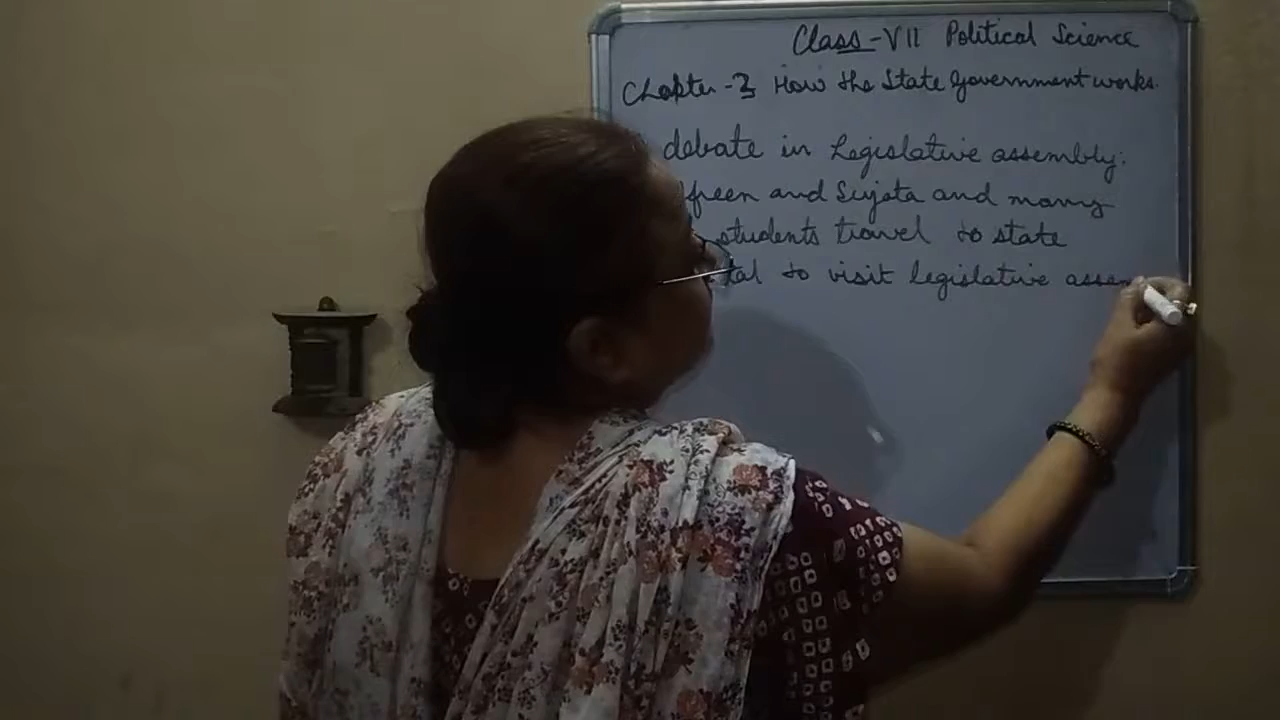 Class-VII Political Science
Chapter-3 How the State Government works.
debate in Legislative assembly:
and Sujata and many
students travel to state
to visit legislative